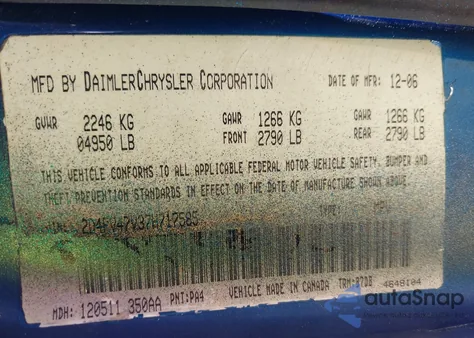 MFD BY DAIMLERCHRYSLER CORPORATION DATE OF MFR: 12-06
GVWR 2246 KG GAWR 1266 KG GAWR 1266 KG
04950 LB FRONT 2790 LB REAR 2790 LB
THIS VEHICLE CONFORMS TO ALL APPLICABLE FEDERAL MOTOR VEHICLE SAFETY, BUMPER AND
THEFT PREVENTION STANDARDS IN EFFECT ON THE DATE OF MANUFACTURE SHOWN ABOVE.
TYPE:
MDH: 120511 350AA PNT: PA4 VEHICLE MADE IN CANADA 4648104
autoSnap